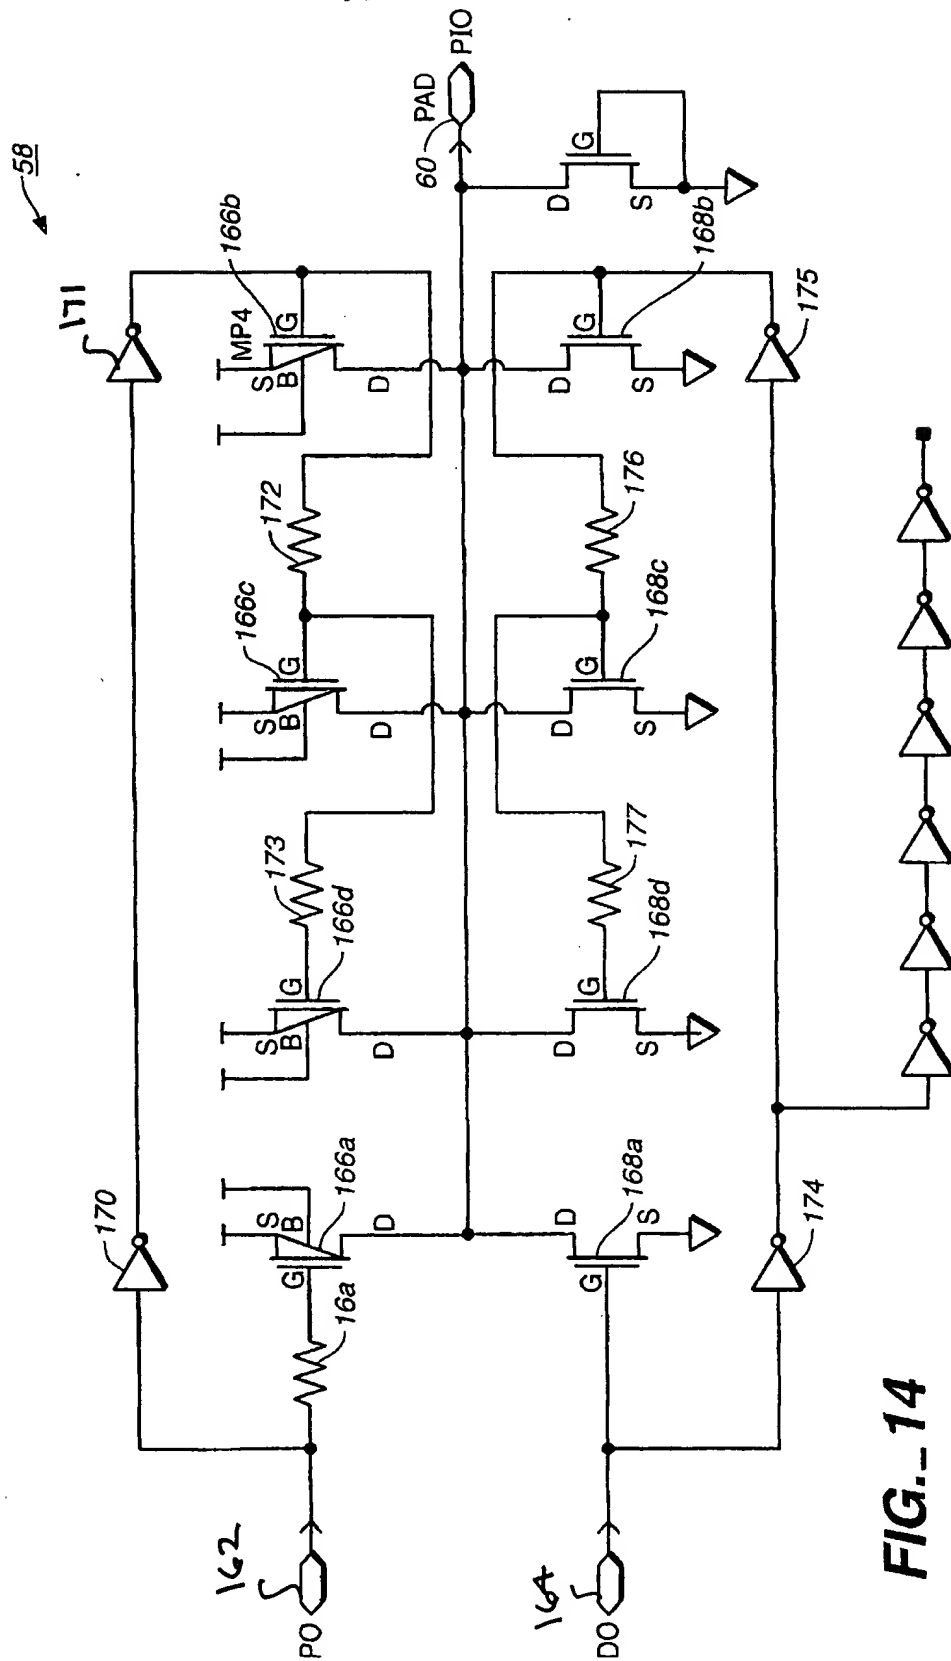 58
171
166b
MP4
S
B
G
D
60
PAD
PIO
D
G
S
172
166c
S
B
G
D
D
G
S
168b
176
168c
D
G
S
175
173
166d
S
B
G
D
177
168d
D
G
S
170
166a
S
B
G
D
16a
168a
D
G
S
174
162
PO
164
DO
FIG._14